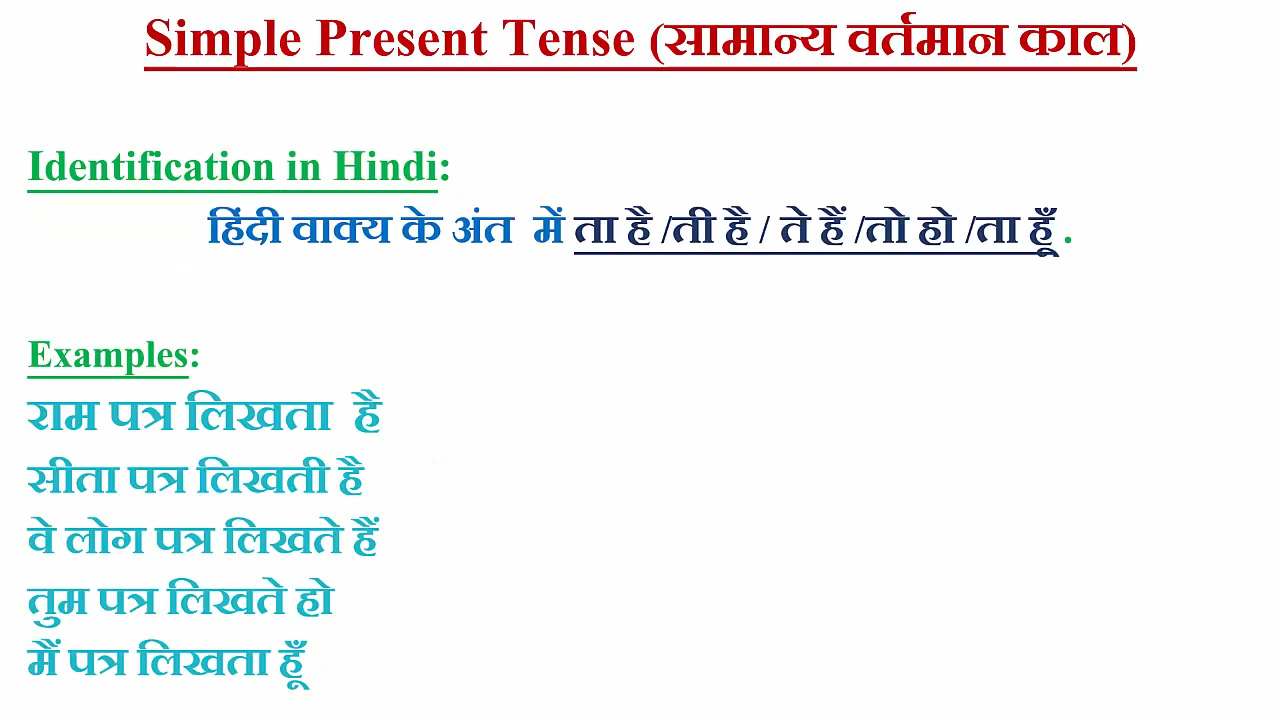 Simple Present Tense (सामान्य वर्तमान काल)
Identification in Hindi:
हिंदी वाक्य के अंत में ता है /ती है / ते हैं /तो हो /ता हूँ .
Examples:
राम पत्र लिखता है
सीता पत्र लिखती है
वे लोग पत्र लिखते हैं
तुम पत्र लिखते हो
मैं पत्र लिखता हूँ